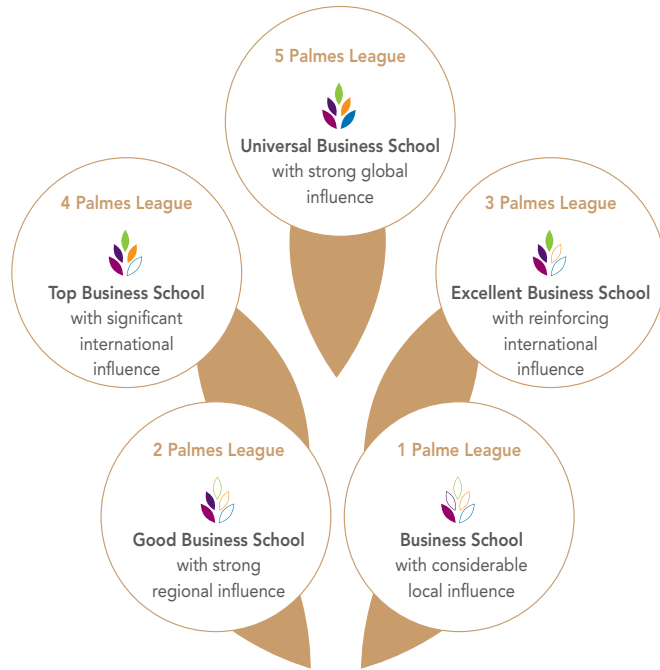 5 Palmes League
Universal Business School
with strong global
influence
4 Palmes League
Top Business School
with significant
international
influence
3 Palmes League
Excellent Business School
with reinforcing
international
influence
2 Palmes League
Good Business School
with strong
regional influence
1 Palme League
Business School
with considerable
local influence